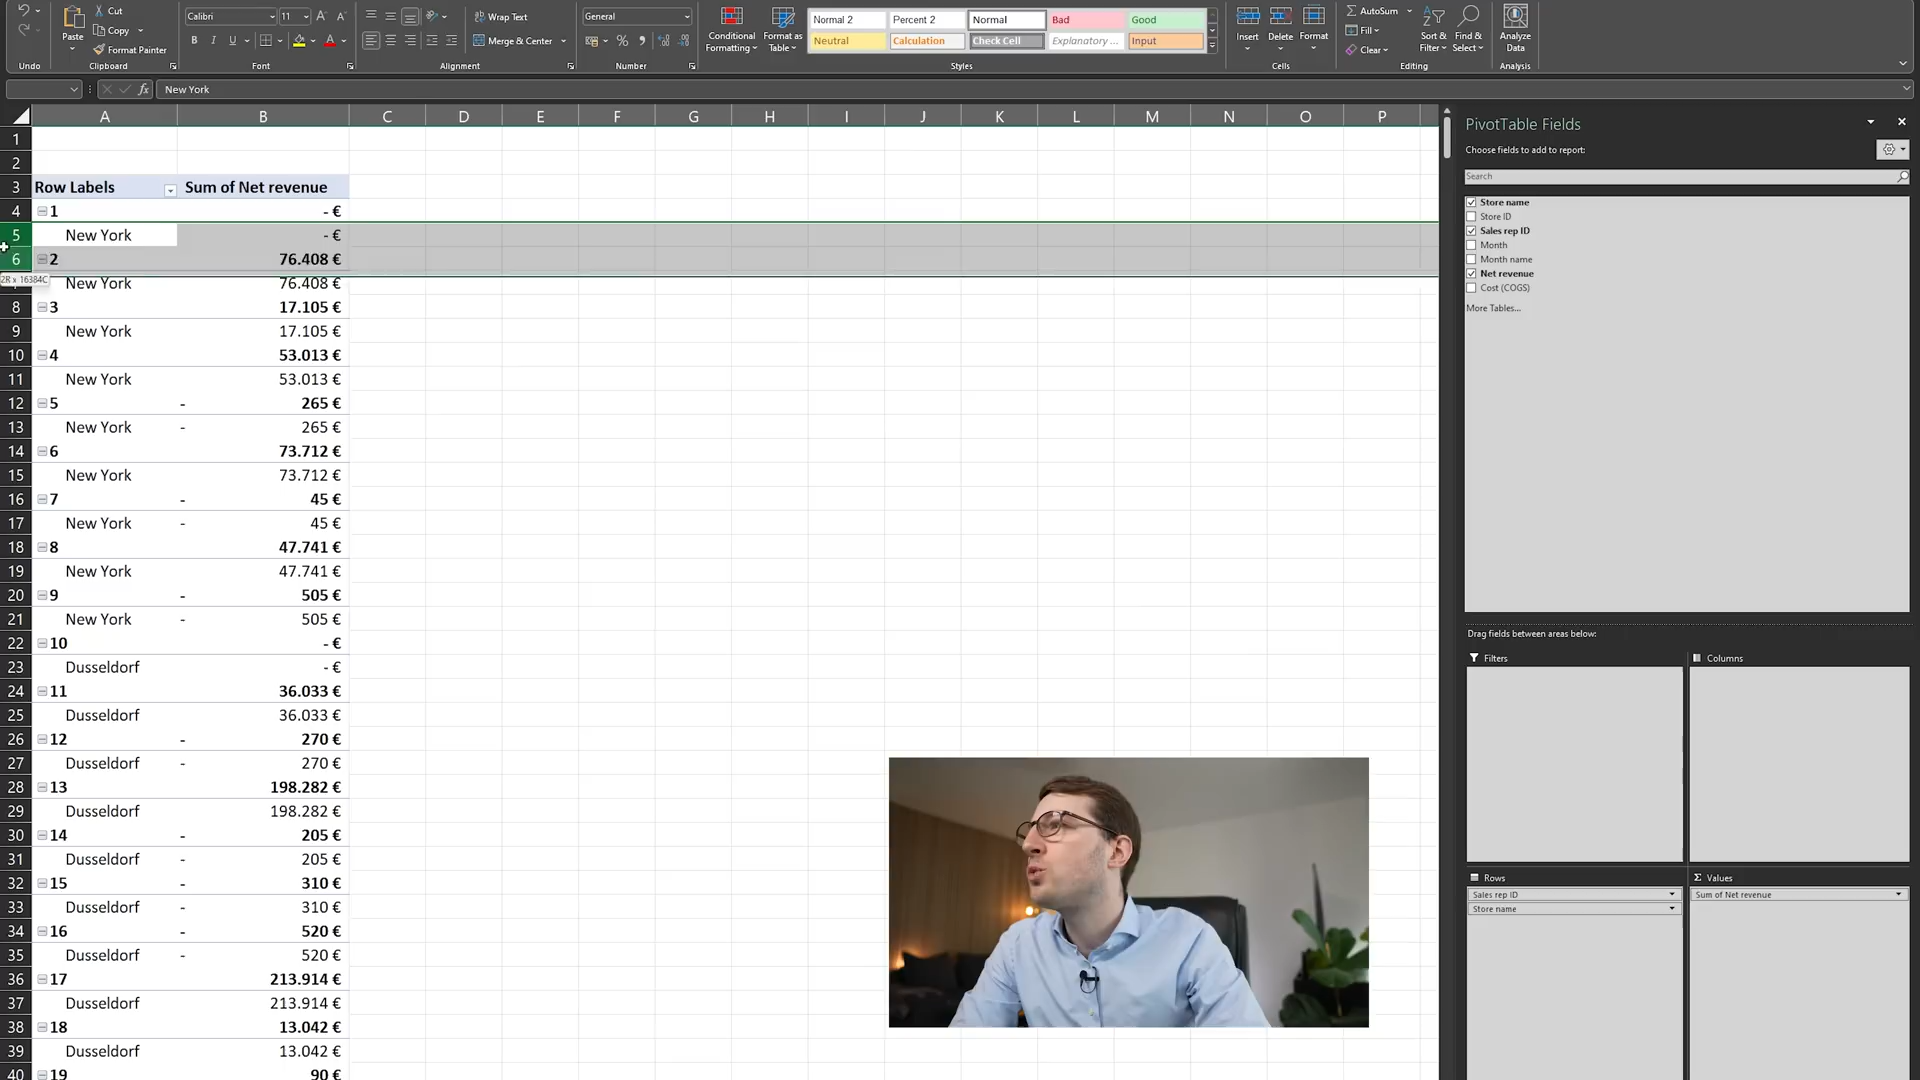 Cut
Copy
Format Painter
Paste
Undo
Clipboard
Calibri
11
B I U
Font
Wrap Text
Merge & Center
Alignment
General
Number
Conditional Formatting
Format as Table
Normal 2
Percent 2
Normal
Bad
Good
Neutral
Calculation
Check Cell
Explanatory ...
Input
Styles
Insert
Delete
Format
Cells
AutoSum
Fill
Clear
Sort & Filter
Find & Select
Editing
Analyze Data
Analysis
fx New York
A B C D E F G H I J K L M N O P
1
2
3 Row Labels Sum of Net revenue
4 1 - €
5 New York - €
6 2 76.408 €
2R x 16384C
New York 76.408 €
8 3 17.105 €
9 New York 17.105 €
10 4 53.013 €
11 New York 53.013 €
12 5 - 265 €
13 New York - 265 €
14 6 73.712 €
15 New York 73.712 €
16 7 - 45 €
17 New York - 45 €
18 8 47.741 €
19 New York 47.741 €
20 9 - 505 €
21 New York - 505 €
22 10 - €
23 Dusseldorf - €
24 11 36.033 €
25 Dusseldorf 36.033 €
26 12 - 270 €
27 Dusseldorf - 270 €
28 13 198.282 €
29 Dusseldorf 198.282 €
30 14 - 205 €
31 Dusseldorf - 205 €
32 15 - 310 €
33 Dusseldorf - 310 €
34 16 - 520 €
35 Dusseldorf - 520 €
36 17 213.914 €
37 Dusseldorf 213.914 €
38 18 13.042 €
39 Dusseldorf 13.042 €
40 19 90 €
PivotTable Fields
Choose fields to add to report:
Search
Store name
Store ID
Sales rep ID
Month
Month name
Net revenue
Cost (COGS)
More Tables...
Drag fields between areas below:
Filters
Columns
Rows
Sales rep ID
Store name
Σ Values
Sum of Net revenue